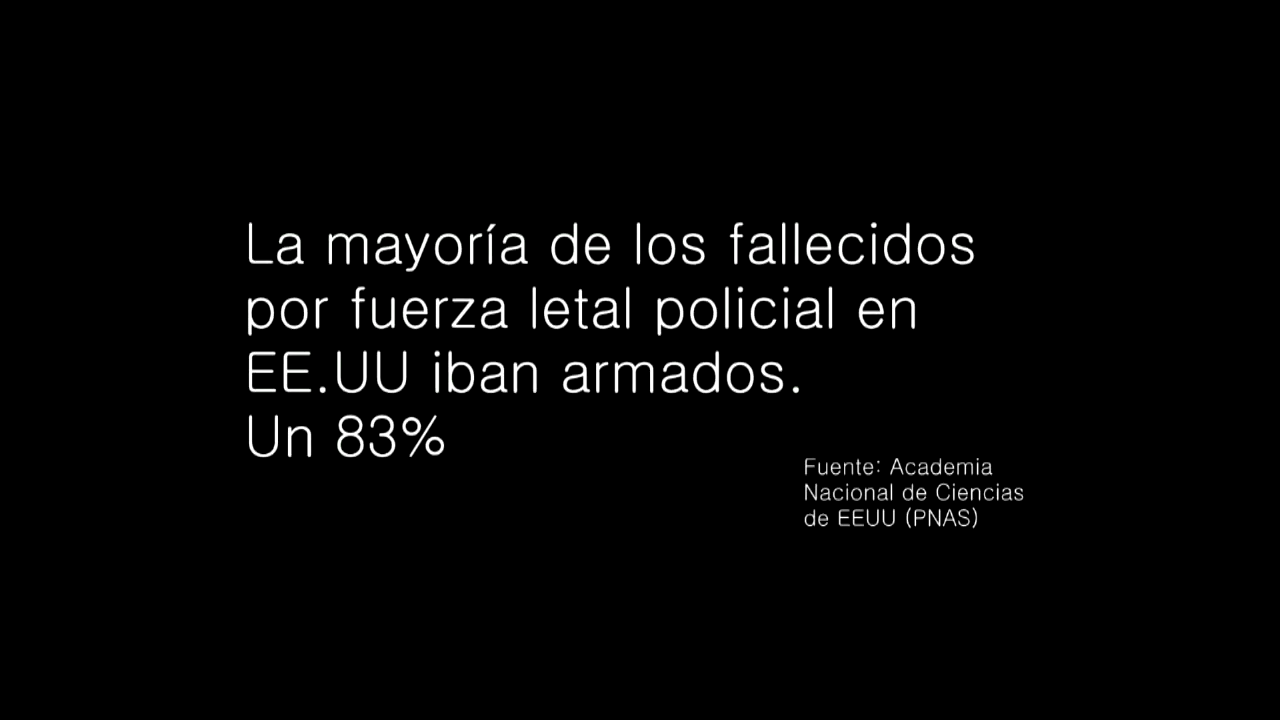 La mayoría de los fallecidos
por fuerza letal policial en
EE.UU iban armados.
Un 83%
Fuente: Academia
Nacional de Ciencias
de EEUU (PNAS)